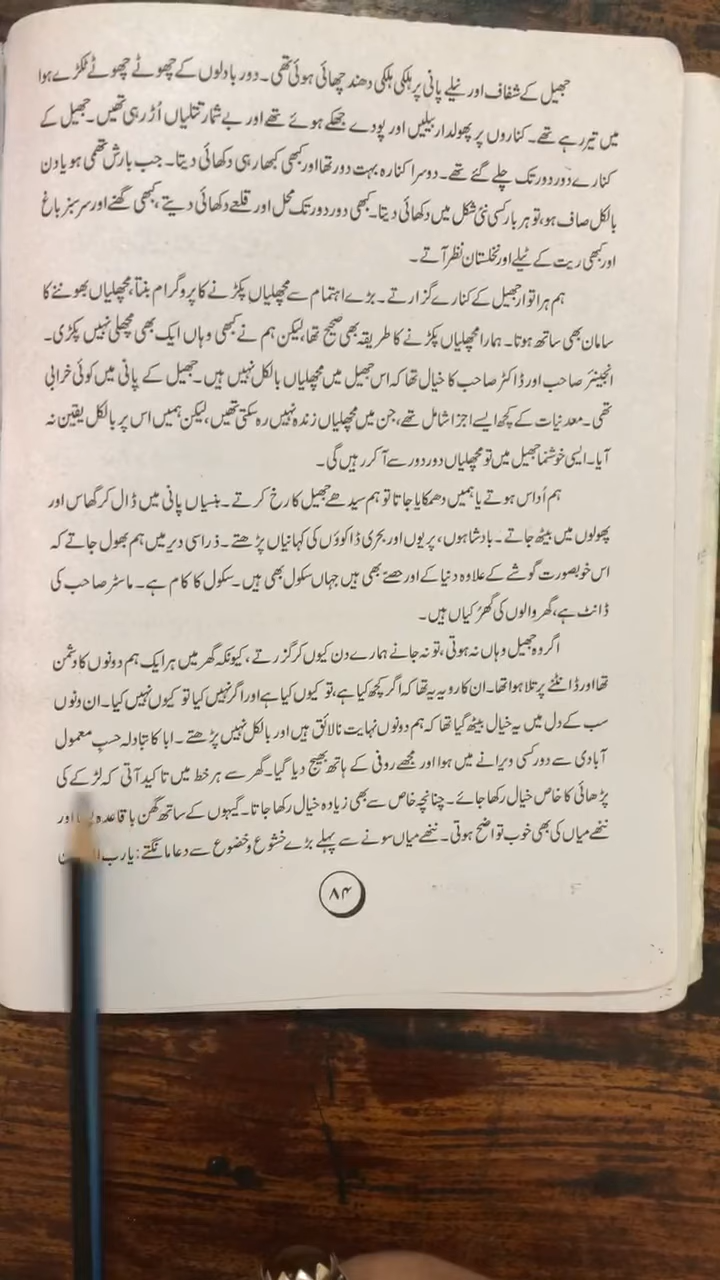 جھیل کے شفاف اور نیلے پانی پر ہلکی ہلکی دھند چھائی ہوئی تھی۔ دور بادلوں کے چھوٹے چھوٹے ٹکڑے ہوا
میں تیر رہے تھے۔ کناروں پر پھولدار بیلیں اور پودے جھکے ہوئے تھے اور بے شمار تتلیاں اُڑ رہی تھیں۔ جھیل کے
کنارے دور دور تک چلے گئے تھے۔ دوسرا کنارہ بہت دور تھا اور کبھی کبھار ہی دکھائی دیتا۔ جب بارش تھمی ہو یا دن
بالکل صاف ہو، تو ہر بار کسی نئی شکل میں دکھائی دیتا۔ کبھی دور دور تک محل اور قلعے دکھائی دیتے، کبھی گھنے اور سرسبز باغ
اور کبھی ریت کے ٹیلے اور نخلستان نظر آتے۔
ہم ہر اتوار جھیل کے کنارے گزارتے۔ بڑے اہتمام سے مچھلیاں پکڑنے کا پروگرام بنتا، مچھلیاں بھوننے کا
سامان بھی ساتھ ہوتا۔ ہمارا مچھلیاں پکڑنے کا طریقہ بھی صحیح تھا، لیکن ہم نے کبھی وہاں ایک بھی مچھلی نہیں پکڑی۔
انجینئر صاحب اور ڈاکٹر صاحب کا خیال تھا کہ اس جھیل میں مچھلیاں بالکل نہیں ہیں۔ جھیل کے پانی میں کوئی خرابی
تھی۔ معدنیات کے کچھ ایسے اجزا شامل تھے، جن میں مچھلیاں زندہ نہیں رہ سکتی تھیں، لیکن ہمیں اس پر بالکل یقین نہ
آیا۔ ایسی خوشنما جھیل میں تو مچھلیاں دور دور سے آ کر رہیں گی۔
ہم اُداس ہوتے یا ہمیں دھمکایا جاتا تو ہم سیدھے جھیل کا رخ کرتے۔ بنسیاں پانی میں ڈال کر گھاس اور
پھولوں میں بیٹھ جاتے۔ بادشاہوں، پریوں اور بحری ڈاکوؤں کی کہانیاں پڑھتے۔ ذرا سی دیر میں ہم بھول جاتے کہ
اس خوبصورت گوشے کے علاوہ دنیا کے اور حصے بھی ہیں جہاں سکول بھی ہیں۔ سکول کا کام ہے۔ ماسٹر صاحب کی
ڈانٹ ہے، گھر والوں کی گھڑکیاں ہیں۔
اگر وہ جھیل وہاں نہ ہوتی، تو نہ جانے ہمارے دن کیوں کر گزرتے، کیونکہ گھر میں ہر ایک ہم دونوں کا دشمن
تھا اور ڈانٹنے پر تلا ہوا تھا۔ ان کا رویہ یہ تھا کہ اگر کچھ کیا ہے، تو کیوں کیا ہے اور اگر نہیں کیا تو کیوں نہیں کیا۔ ان دونوں
سب کے دل میں یہ خیال بیٹھ گیا تھا کہ ہم دونوں نہایت نالائق ہیں اور بالکل نہیں پڑھتے۔ ابا کا تبادلہ حسبِ معمول
آبادی سے دور کسی ویرانے میں ہوا اور مجھے روفی کے ہاتھ بھیج دیا گیا۔ گھر سے ہر خط میں تاکید آتی کہ لڑکے کی
پڑھائی کا خاص خیال رکھا جائے۔ چنانچہ خاص سے بھی زیادہ خیال رکھا جاتا۔ گیہوں کے ساتھ گھن باقاعدہ اور
ننھے میاں کی بھی خوب تواضح ہوتی۔ ننھے میاں سونے سے پہلے بڑے خشوع و خضوع سے دعا مانگتے: یا رب
۸۴